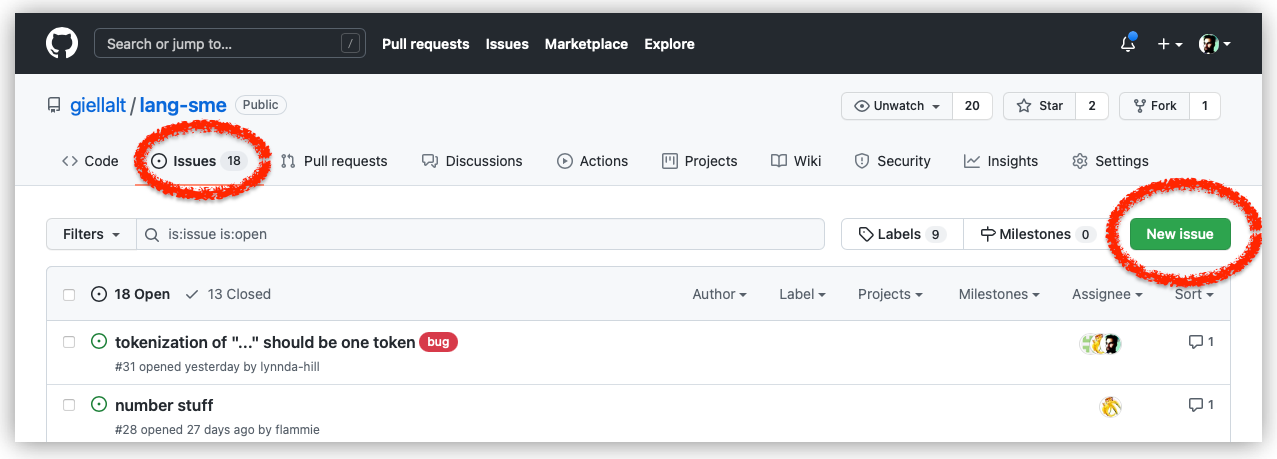 Search or jump to... / Pull requests Issues Marketplace Explore
giellalt / lang-sme Public Unwatch 20 Star 2 Fork 1
Code Issues 18 Pull requests Discussions Actions Projects Wiki Security Insights Settings
Filters is:issue is:open Labels 9 Milestones 0 New issue
18 Open 13 Closed Author Label Projects Milestones Assignee Sort
tokenization of "..." should be one token bug 1
#31 opened yesterday by lynnda-hill
number stuff 1
#28 opened 27 days ago by flammie